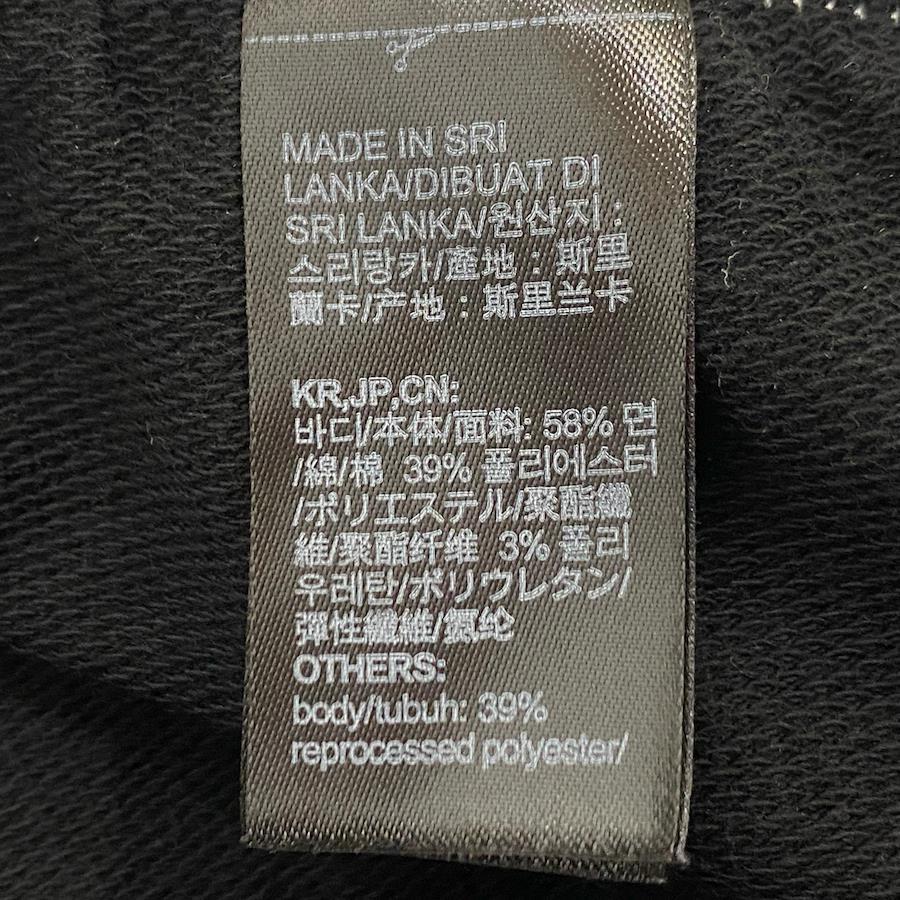 MADE IN SRI
LANKA/DIBUAT DI
SRI LANKA/원산지 :
스리랑카/產地 : 斯里
蘭卡/产地 : 斯里兰卡
KR,JP,CN:
바디/本体/面料: 58% 면
/綿/棉 39% 폴리에스터
/ポリエステル/聚酯纖
維/聚酯纤维 3% 폴리
우레탄/ポリウレタン/
彈性纖維/氨纶
OTHERS:
body/tubuh: 39%
reprocessed polyester/